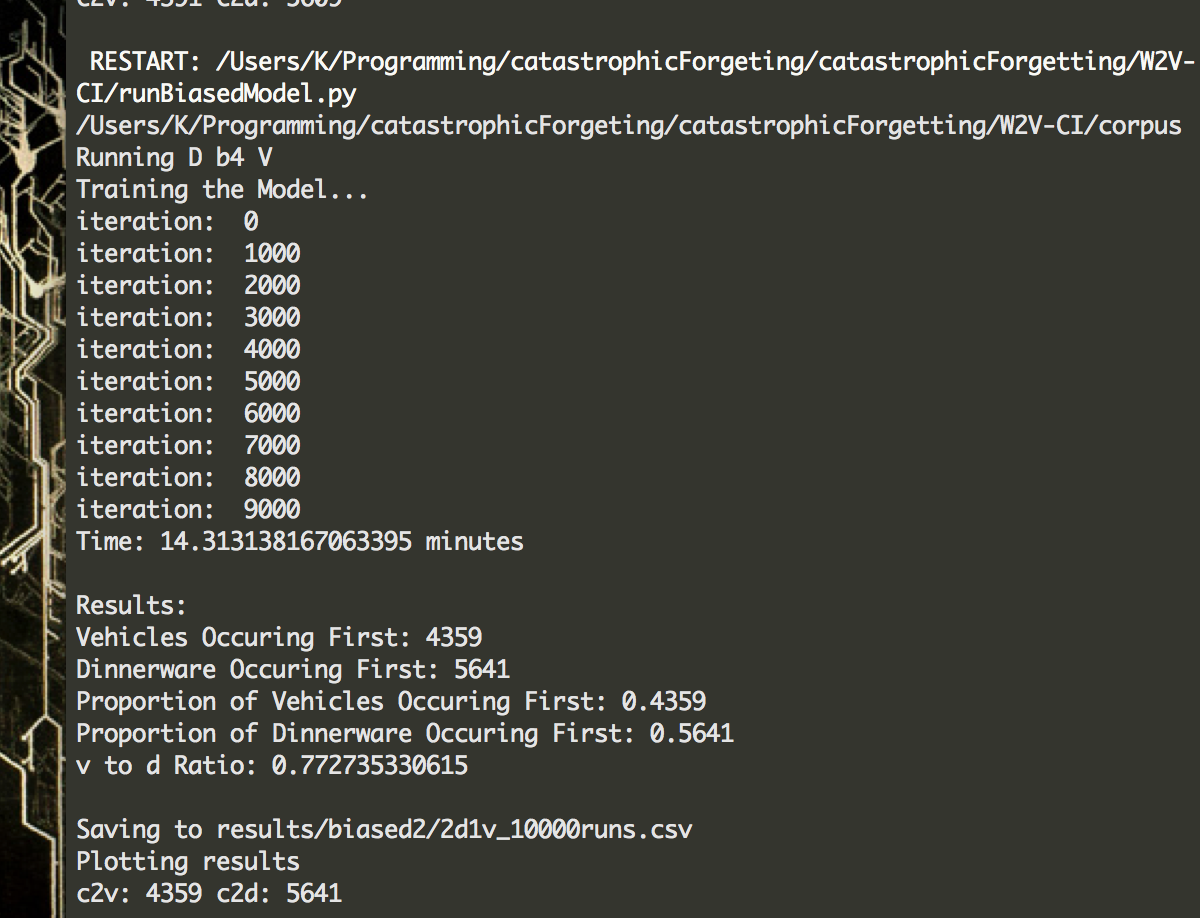 c2v: 4391 c2d: 5609
RESTART: /Users/K/Programming/catastrophicForgeting/catastrophicForgetting/W2V-
CI/runBiasedModel.py
/Users/K/Programming/catastrophicForgeting/catastrophicForgetting/W2V-CI/corpus
Running D b4 V
Training the Model...
iteration:  0
iteration:  1000
iteration:  2000
iteration:  3000
iteration:  4000
iteration:  5000
iteration:  6000
iteration:  7000
iteration:  8000
iteration:  9000
Time: 14.313138167063395 minutes
Results:
Vehicles Occuring First: 4359
Dinnerware Occuring First: 5641
Proportion of Vehicles Occuring First: 0.4359
Proportion of Dinnerware Occuring First: 0.5641
v to d Ratio: 0.772735330615
Saving to results/biased2/2d1v_10000runs.csv
Plotting results
c2v: 4359 c2d: 5641